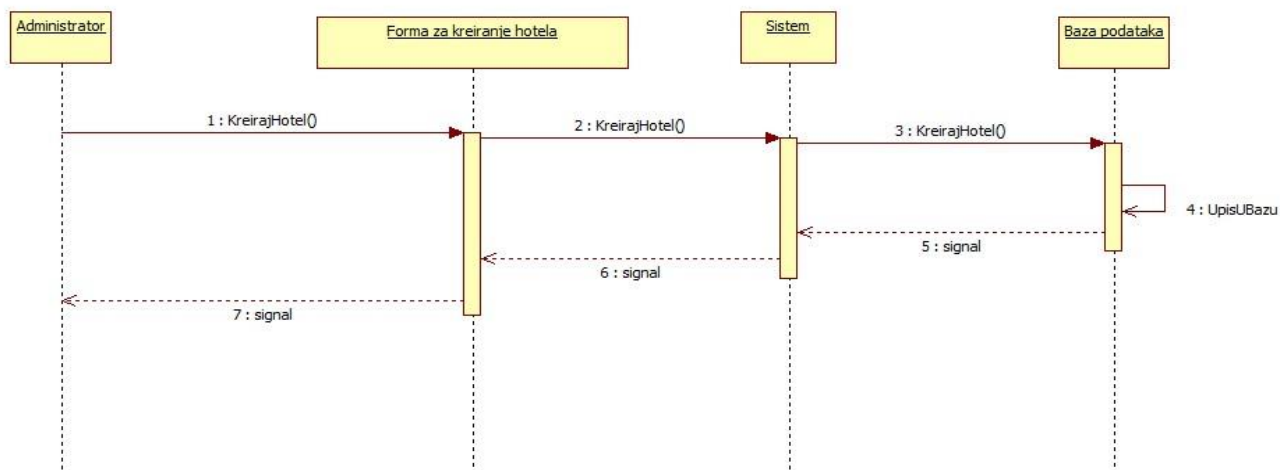 Administrator
Forma za kreiranje hotela
Sistem
Baza podataka
1 : KreirajHotel()
2 : KreirajHotel()
3 : KreirajHotel()
4 : UpisUBazu
5 : signal
6 : signal
7 : signal